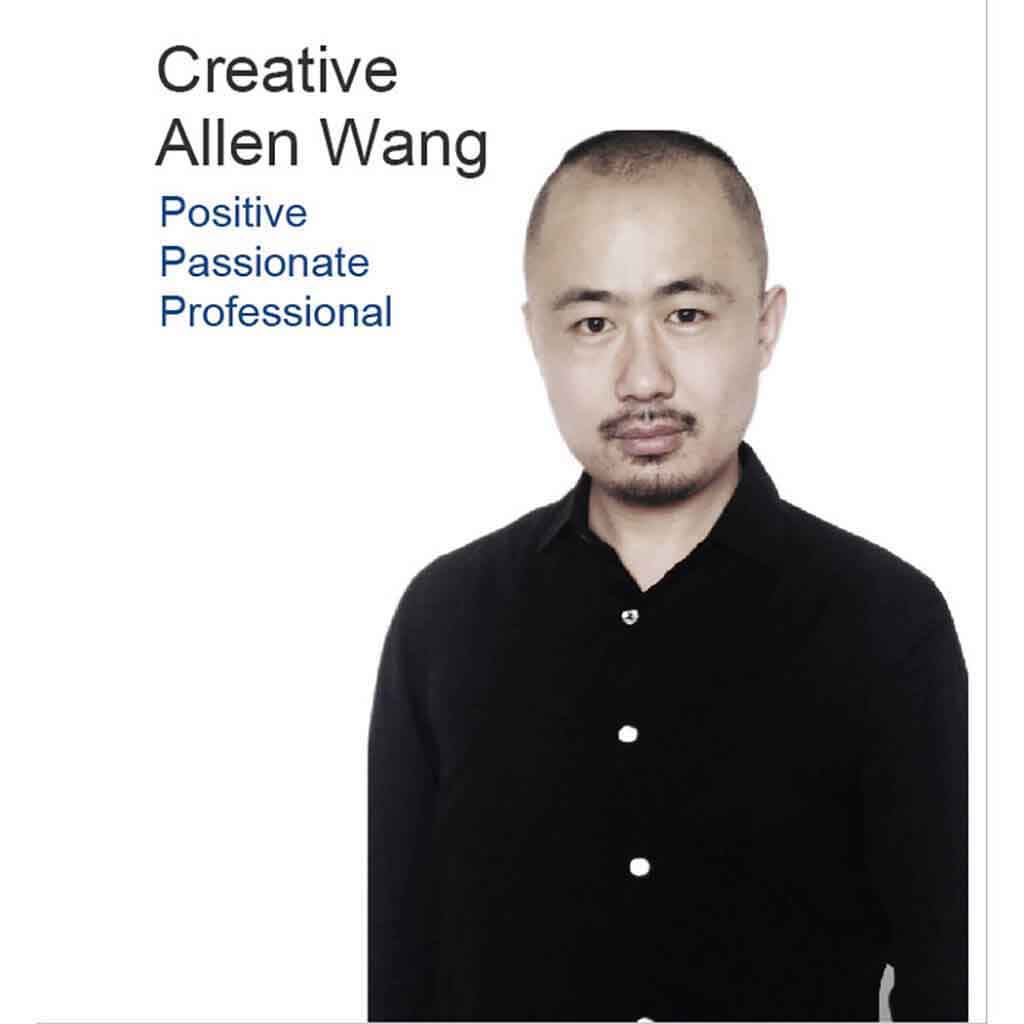 Creative
Allen Wang
Positive
Passionate
Professional